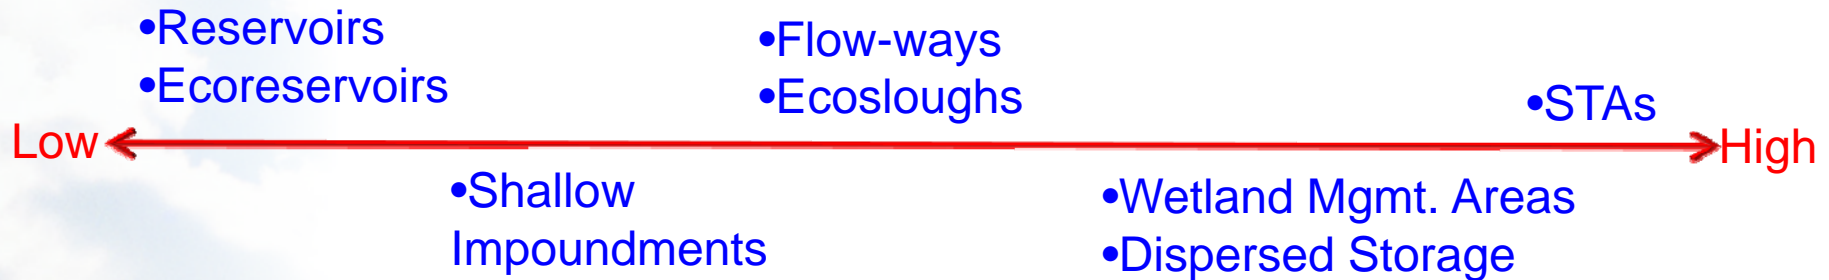 •Reservoirs
•Ecoreservoirs
•Flow-ways
•Ecosloughs
•STAs
Low
High
•Shallow
Impoundments
•Wetland Mgmt. Areas
•Dispersed Storage